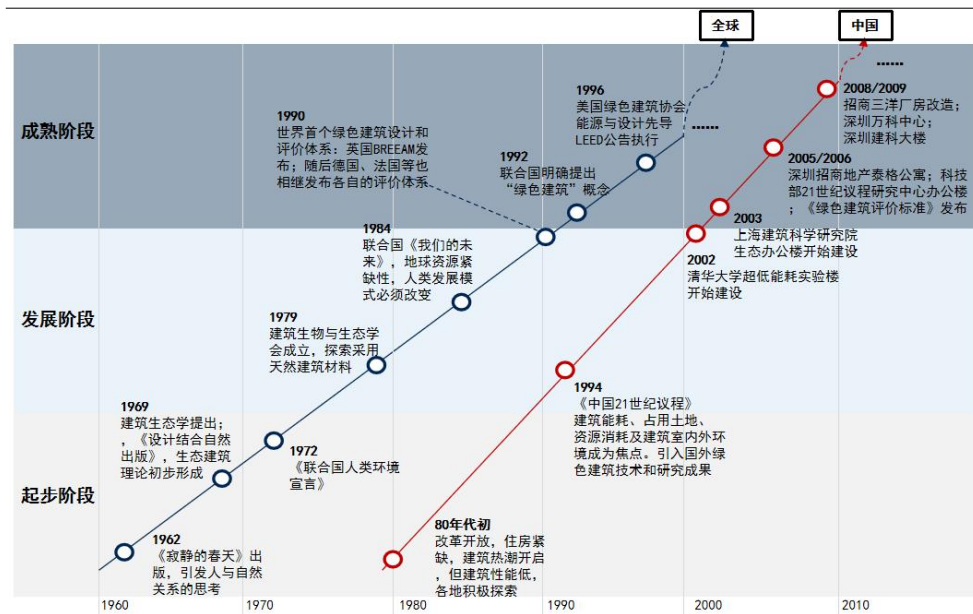 全球
中国
成熟阶段
1990
世界首个绿色建筑设计和
评价体系：英国BREEAM发
布；随后德国、法国等也
相继发布各自的评价体系
1996
美国绿色建筑协会
能源与设计先导
LEED公告执行
......
......
2008/2009
招商三洋厂房改造；
深圳万科中心；
深圳建科大楼
1992
联合国明确提出
“绿色建筑”概念
2005/2006
深圳招商地产泰格公寓；科技
部21世纪议程研究中心办公楼
；《绿色建筑评价标准》发布
2003
上海建筑科学研究院
生态办公楼开始建设
2002
清华大学超低能耗实验楼
开始建设
发展阶段
1984
联合国《我们的未
来》，地球资源紧
缺性，人类发展模
式必须改变
1979
建筑生物与生态学
会成立，探索采用
天然建筑材料
起步阶段
1969
建筑生态学提出；
，《设计结合自然
出版》，生态建筑
理论初步形成
1972
《联合国人类环境
宣言》
1994
《中国21世纪议程》
建筑能耗、占用土地、
资源消耗及建筑室内外环
境成为焦点。引入国外绿
色建筑技术和研究成果
1962
《寂静的春天》出
版，引发人与自然
关系的思考
80年代初
改革开放，住房紧
缺，建筑热潮开启
，但建筑性能低，
各地积极探索
1960
1970
1980
1990
2000
2010